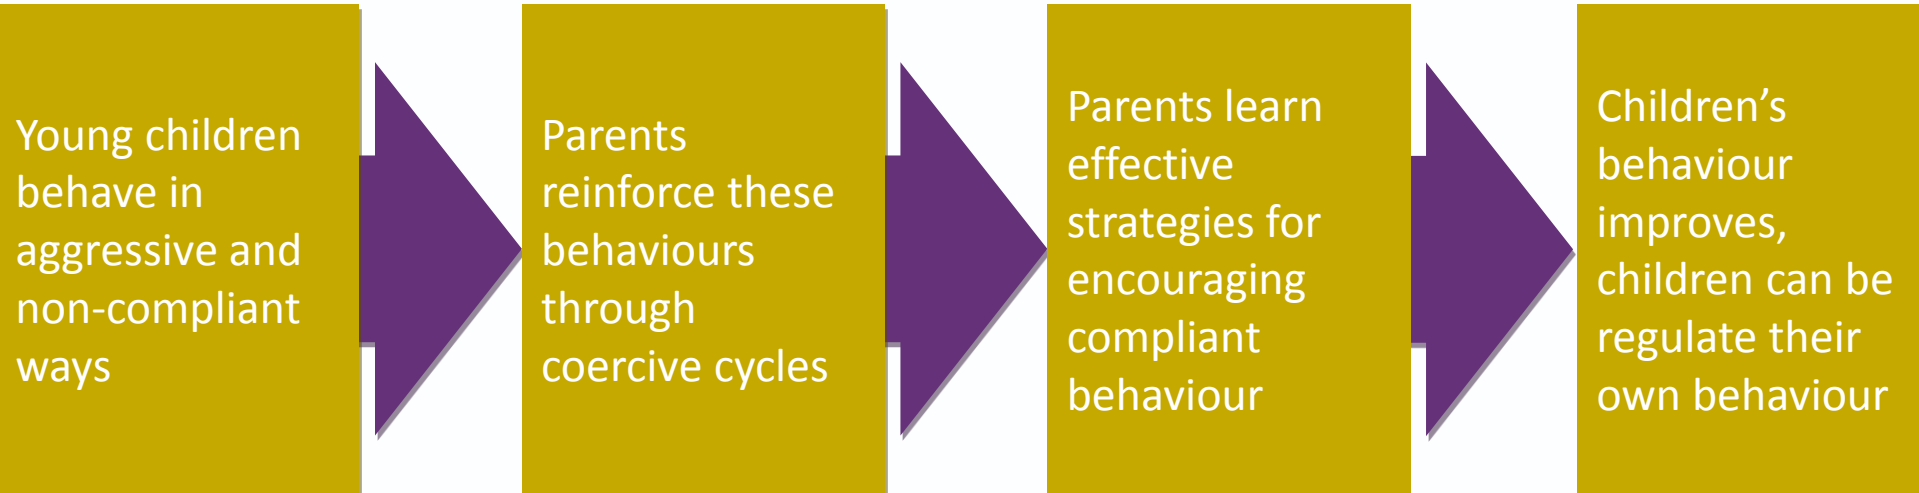 Young children
behave in
aggressive and
non-compliant
ways
Parents
reinforce these
behaviours
through
coercive cycles
Parents learn
effective
strategies for
encouraging
compliant
behaviour
Children’s
behaviour
improves,
children can be
regulate their
own behaviour